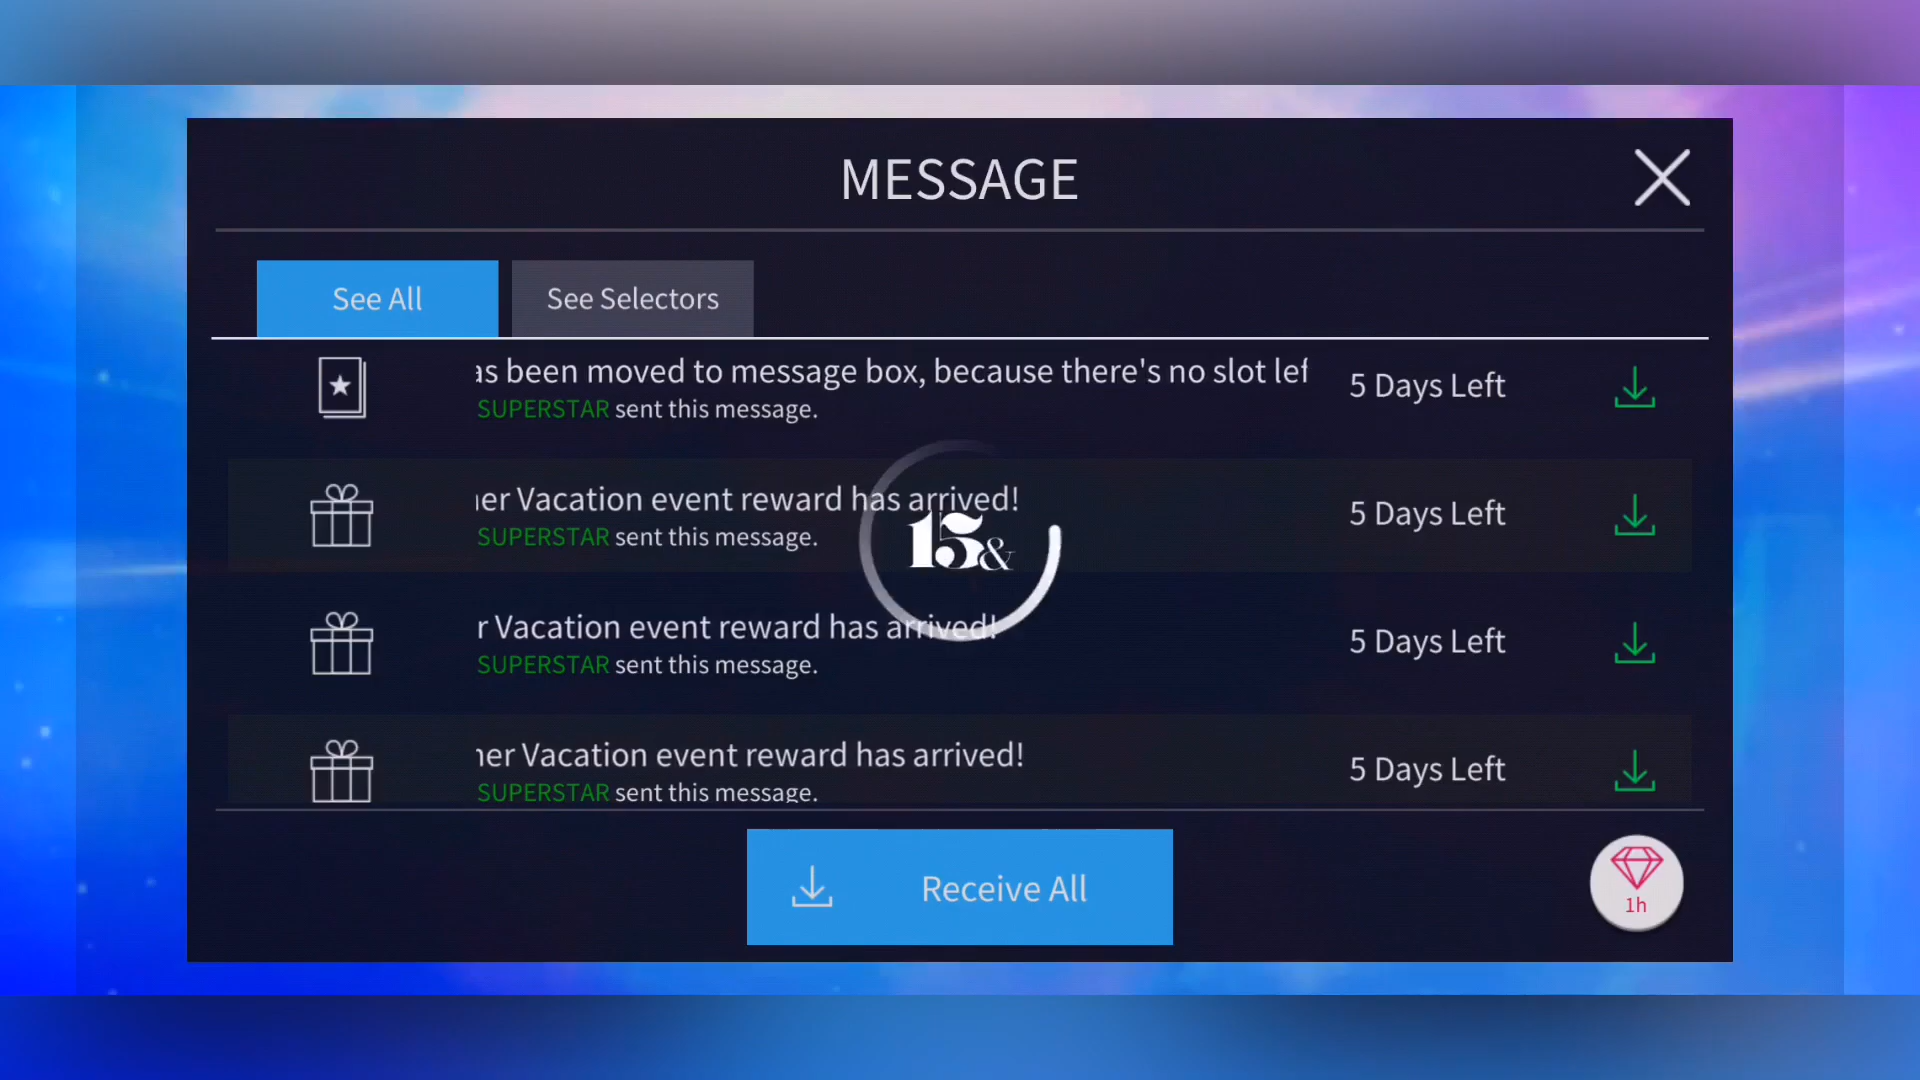 MESSAGE
See All
See Selectors
as been moved to message box, because there's no slot lef
SUPERSTAR sent this message.
5 Days Left
er Vacation event reward has arrived!
SUPERSTAR sent this message.
5 Days Left
15&
r Vacation event reward has arrived!
SUPERSTAR sent this message.
5 Days Left
ner Vacation event reward has arrived!
SUPERSTAR sent this message.
5 Days Left
Receive All
1h